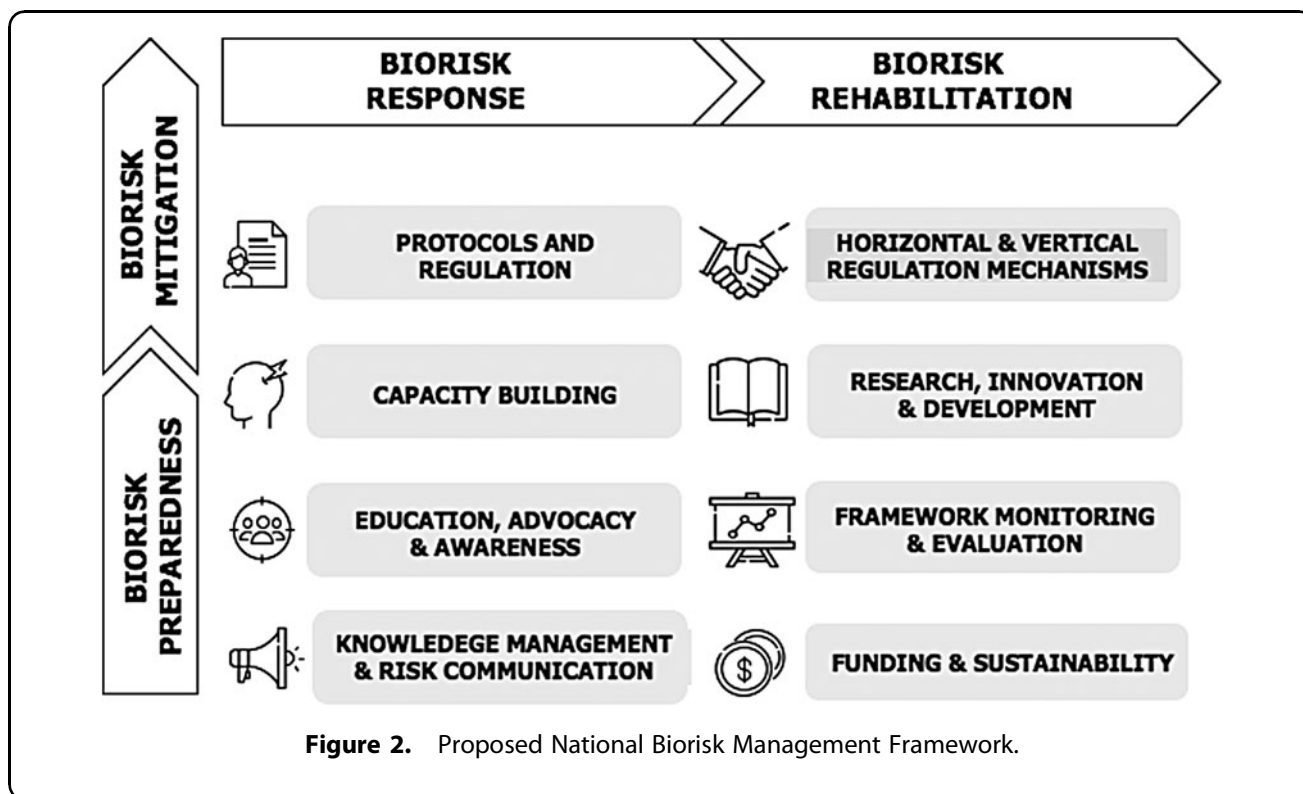 BIORISK
RESPONSE
BIORISK
REHABILITATION
BIORISK
MITIGATION
BIORISK
PREPAREDNESS
PROTOCOLS AND
REGULATION
HORIZONTAL & VERTICAL
REGULATION MECHANISMS
CAPACITY BUILDING
RESEARCH, INNOVATION
& DEVELOPMENT
EDUCATION, ADVOCACY
& AWARENESS
FRAMEWORK MONITORING
& EVALUATION
KNOWLEDEGE MANAGEMENT
& RISK COMMUNICATION
$
FUNDING & SUSTAINABILITY
Figure 2. Proposed National Biorisk Management Framework.